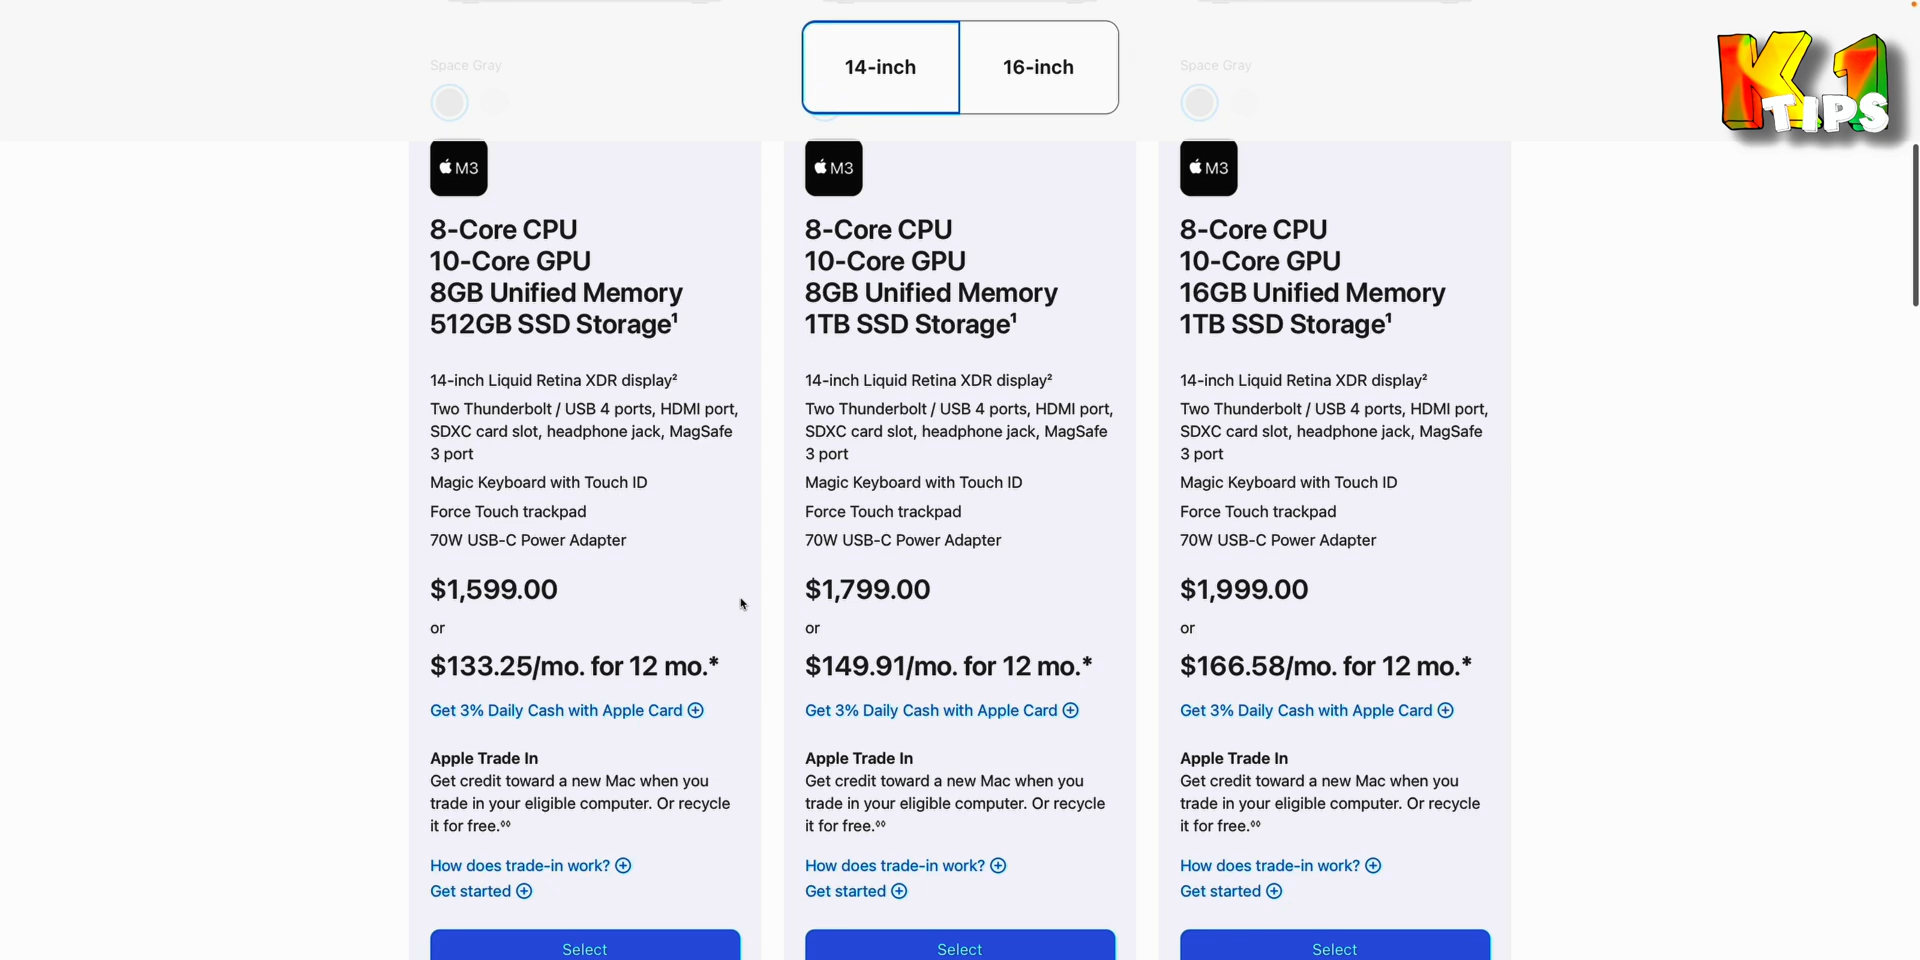 14-inch
16-inch
K1
TIPS
Space Gray
Space Gray
M3
8-Core CPU
10-Core GPU
8GB Unified Memory
512GB SSD Storage¹
14-inch Liquid Retina XDR display²
Two Thunderbolt / USB 4 ports, HDMI port,
SDXC card slot, headphone jack, MagSafe
3 port
Magic Keyboard with Touch ID
Force Touch trackpad
70W USB-C Power Adapter
$1,599.00
or
$133.25/mo. for 12 mo.*
Get 3% Daily Cash with Apple Card
Apple Trade In
Get credit toward a new Mac when you
trade in your eligible computer. Or recycle
it for free.◊◊
How does trade-in work?
Get started
Select
M3
8-Core CPU
10-Core GPU
8GB Unified Memory
1TB SSD Storage¹
14-inch Liquid Retina XDR display²
Two Thunderbolt / USB 4 ports, HDMI port,
SDXC card slot, headphone jack, MagSafe
3 port
Magic Keyboard with Touch ID
Force Touch trackpad
70W USB-C Power Adapter
$1,799.00
or
$149.91/mo. for 12 mo.*
Get 3% Daily Cash with Apple Card
Apple Trade In
Get credit toward a new Mac when you
trade in your eligible computer. Or recycle
it for free.◊◊
How does trade-in work?
Get started
Select
M3
8-Core CPU
10-Core GPU
16GB Unified Memory
1TB SSD Storage¹
14-inch Liquid Retina XDR display²
Two Thunderbolt / USB 4 ports, HDMI port,
SDXC card slot, headphone jack, MagSafe
3 port
Magic Keyboard with Touch ID
Force Touch trackpad
70W USB-C Power Adapter
$1,999.00
or
$166.58/mo. for 12 mo.*
Get 3% Daily Cash with Apple Card
Apple Trade In
Get credit toward a new Mac when you
trade in your eligible computer. Or recycle
it for free.◊◊
How does trade-in work?
Get started
Select